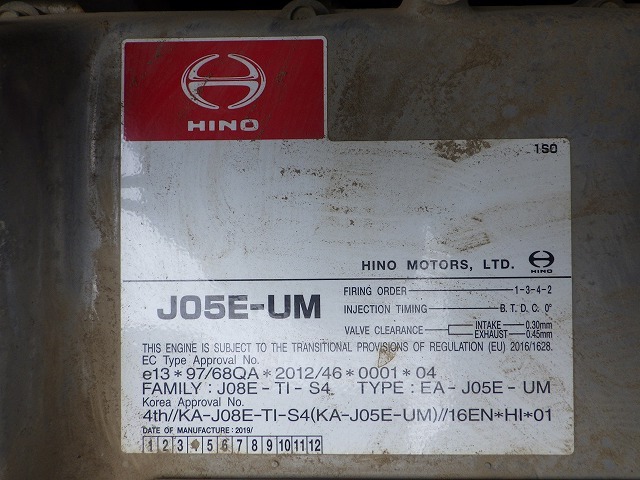 HINO
1S0
HINO MOTORS, LTD. HINO
J05E-UM
FIRING ORDER 1-3-4-2
INJECTION TIMING B.T.D.C. 0°
VALVE CLEARANCE INTAKE 0.30mm
EXHAUST 0.45mm
THIS ENGINE IS SUBJECT TO THE TRANSITIONAL PROVISIONS OF REGULATION (EU) 2016/1628.
EC Type Approval No.
e13*97/68QA*2012/46*0001*04
FAMILY : J08E-TI-S4 TYPE : EA-J05E-UM
Korea Approval No.
4th//KA-J08E-TI-S4(KA-J05E-UM)//16EN*HI*01
DATE OF MANUFACTURE : 2019/
1 2 3 5 6 7 8 9 10 11 12